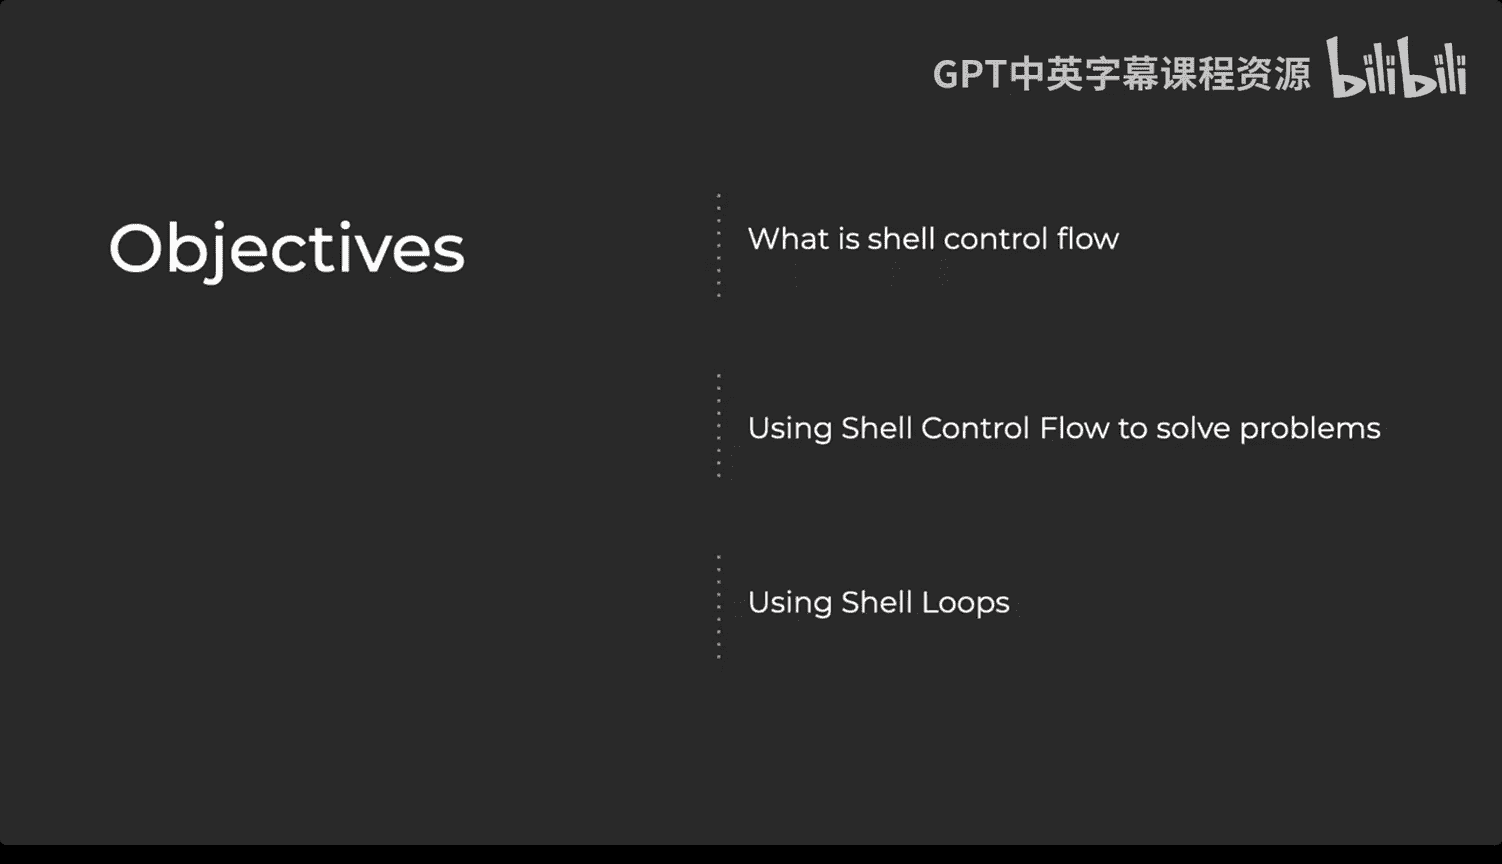 GPT中英字幕课程资源 bilibili
Objectives
What is shell control flow
Using Shell Control Flow to solve problems
Using Shell Loops